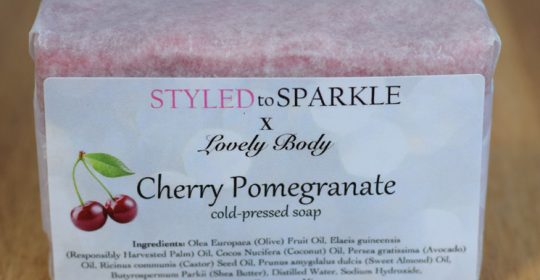 STYLED to SPARKLE
X
Lovely Body
Cherry Pomegranate
cold-pressed soap
Ingredients: Olea Europaea (Olive) Fruit Oil, Elaeis guineensis
(Responsibly Harvested Palm) Oil, Cocos Nucifera (Coconut) Oil, Persea gratissima (Avocado)
Oil, Ricinus communis (Castor) Seed Oil, Prunus amygdalus dulcis (Sweet Almond) Oil,
Butyrospermum Parkii (Shea Butter), Distilled Water, Sodium Hydroxide,